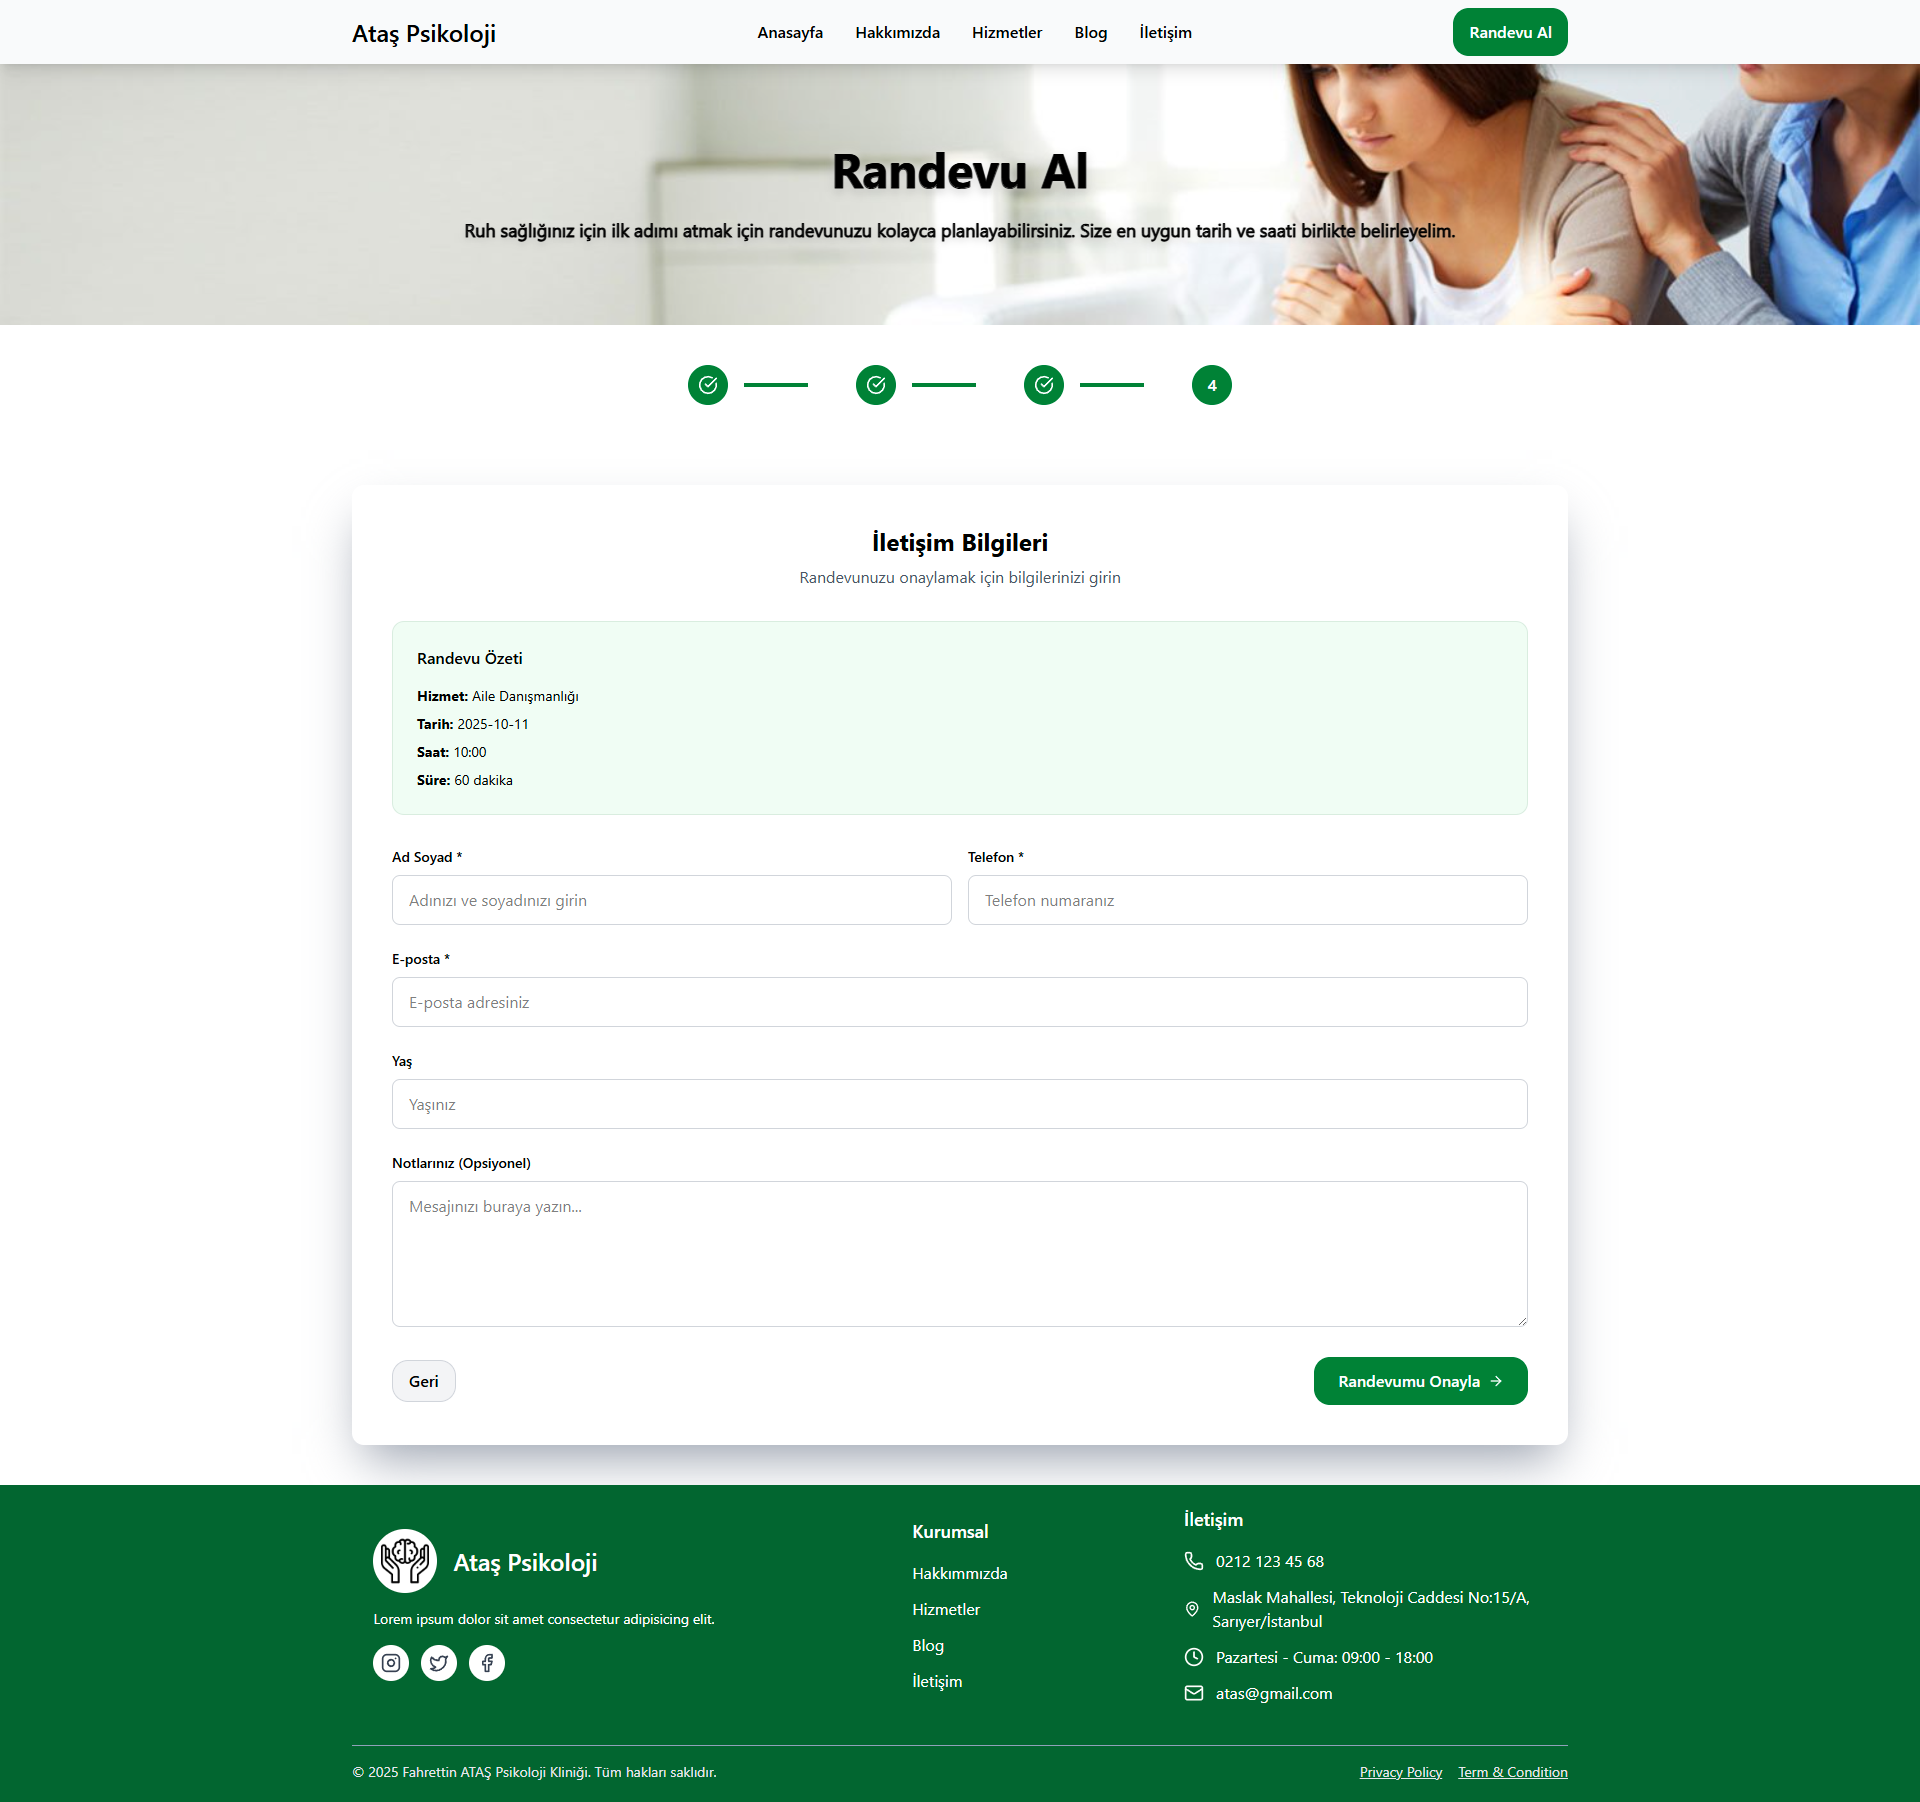 Ataş Psikoloji
Anasayfa
Hakkımızda
Hizmetler
Blog
İletişim
Randevu Al
Randevu Al
Ruh sağlığınız için ilk adımı atmak için randevunuzu kolayca planlayabilirsiniz. Size en uygun tarih ve saati birlikte belirleyelim.
4
İletişim Bilgileri
Randevunuzu onaylamak için bilgilerinizi girin
Randevu Özeti
Hizmet: Aile Danışmanlığı
Tarih: 2025-10-11
Saat: 10:00
Süre: 60 dakika
Ad Soyad *
Adınızı ve soyadınızı girin
Telefon *
Telefon numaranız
E-posta *
E-posta adresiniz
Yaş
Yaşınız
Notlarınız (Opsiyonel)
Mesajınızı buraya yazın...
Geri
Randevumu Onayla
Ataş Psikoloji
Lorem ipsum dolor sit amet consectetur adipisicing elit.
Kurumsal
Hakkımmızda
Hizmetler
Blog
İletişim
İletişim
0212 123 45 68
Maslak Mahallesi, Teknoloji Caddesi No:15/A,
Sarıyer/İstanbul
Pazartesi - Cuma: 09:00 - 18:00
atas@gmail.com
© 2025 Fahrettin ATAŞ Psikoloji Kliniği. Tüm hakları saklıdır.
Privacy Policy
Term & Condition